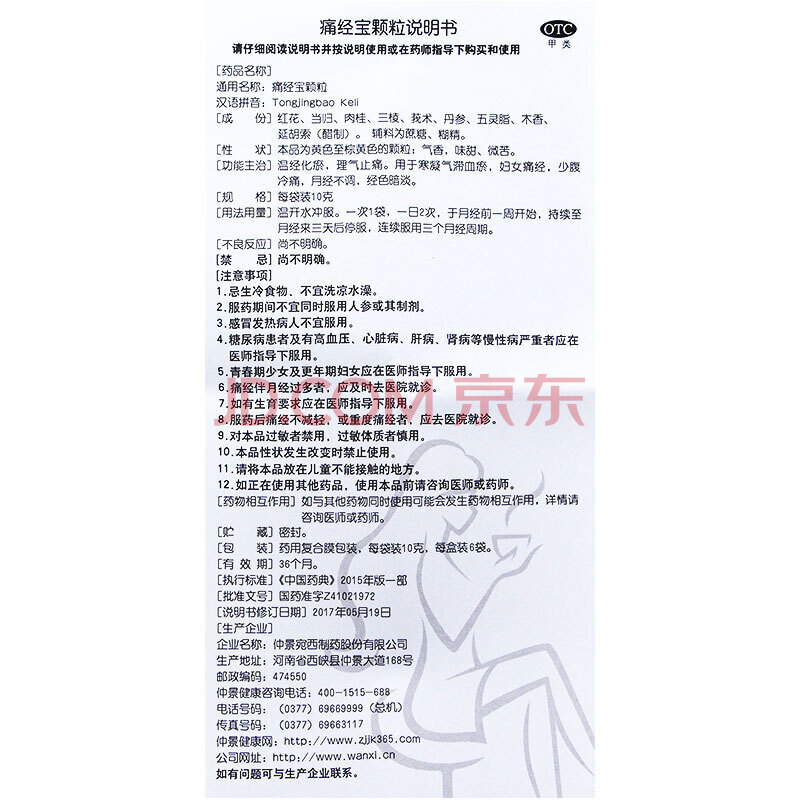 痛经宝颗粒说明书
OTC
甲 类
请仔细阅读说明书并按说明使用或在药师指导下购买和使用
[药品名称]
通用名称：痛经宝颗粒
汉语拼音：Tongjingbao Keli
[成 份] 红花、当归、肉桂、三棱、莪术、丹参、五灵脂、木香、
延胡索（醋制）。 辅料为蔗糖、糊精。
[性 状] 本品为黄色至棕黄色的颗粒；气香，味甜、微苦。
[功能主治] 温经化瘀，理气止痛。用于寒凝气滞血瘀，妇女痛经，少腹
冷痛，月经不调，经色暗淡。
[规 格] 每袋装10克
[用法用量] 温开水冲服。一次1袋，一日2次，于月经前一周开始，持续至
月经来三天后停服，连续服用三个月经周期。
[不良反应] 尚不明确。
[禁 忌] 尚不明确。
[注意事项]
1.忌生冷食物、不宜洗凉水澡。
2.服药期间不宜同时服用人参或其制剂。
3.感冒发热病人不宜服用。
4.糖尿病患者及有高血压、心脏病、肝病、肾病等慢性病严重者应在
医师指导下服用。
5.青春期少女及更年期妇女应在医师指导下服用。
6.痛经伴月经过多者，应及时去医院就诊。
7.如有生育要求应在医师指导下服用。
8.服药后痛经不减轻，或重度痛经者，应去医院就诊。
JD.COM 京东
9.对本品过敏者禁用，过敏体质者慎用。
10.本品性状发生改变时禁止使用。
11.请将本品放在儿童不能接触的地方。
12.如正在使用其他药品，使用本品前请咨询医师或药师。
[药物相互作用] 如与其他药物同时使用可能会发生药物相互作用，详情请
咨询医师或药师。
[贮 藏] 密封。
[包 装] 药用复合膜包装，每袋装10克，每盒装6袋。
[有 效 期] 36个月。
[执行标准]《中国药典》2015年版一部
[批准文号] 国药准字Z41021972
[说明书修订日期] 2017年05月19日
[生产企业]
企业名称：仲景宛西制药股份有限公司
生产地址：河南省西峡县仲景大道168号
邮政编码：474550
仲景健康咨询电话：400-1515-688
电话号码：（0377）69669999（总机）
传真号码：（0377）69663117
仲景健康网：http://www.zjjk365.com
公司网址：http://www.wanxi.cn
如有问题可与生产企业联系。